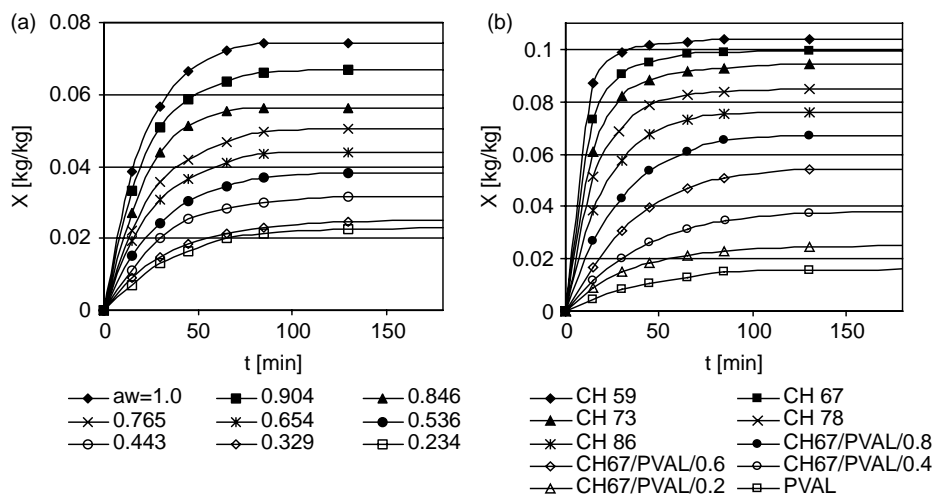 (a)
0.08
0.06
0.04
0.02
0
X [kg/kg]
0 50 100 150
t [min]
aw=1.0 0.904 0.846
0.765 0.654 0.536
0.443 0.329 0.234
(b)
0.1
0.08
0.06
0.04
0.02
0
X [kg/kg]
0 50 100 150
t [min]
CH 59 CH 67
CH 73 CH 78
CH 86 CH67/PVAL/0.8
CH67/PVAL/0.6 CH67/PVAL/0.4
CH67/PVAL/0.2 PVAL